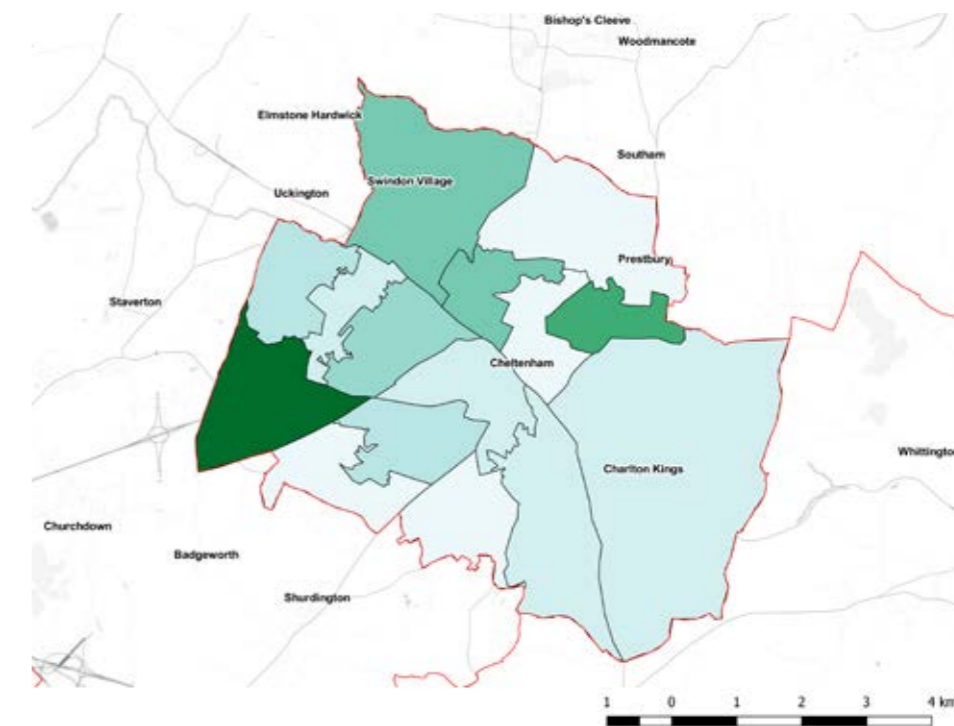 Bishop's Cleeve
Woodmancote
Elmstone Hardwick
Southam
Swindon Village
Uckington
Prestbury
Staverton
Cheltenham
Whittington
Charlton Kings
Churchdown
Badgeworth
Shurdington
1 0 1 2 3 4 km